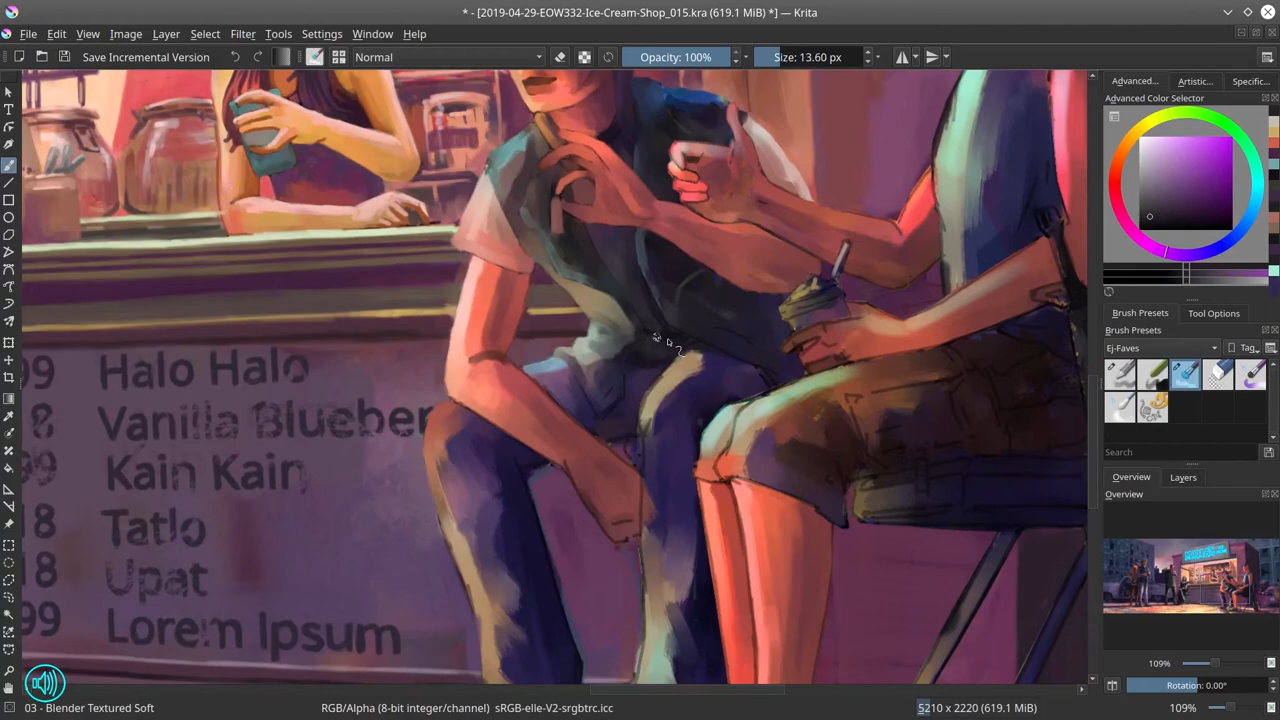 * - [2019-04-29-EOW332-Ice-Cream-Shop_015.kra (619.1 MiB) *] — Krita
File Edit View Image Layer Select Filter Tools Settings Window Help
Save Incremental Version Normal Opacity: 100% Size: 13.60 px
Advanced... Artistic... Specific...
Advanced Color Selector
Brush Presets Tool Options
Brush Presets
Ej-Faves Tag
Search
Overview Layers
Overview
99 Halo Halo
8 Vanilla Blueber
99 Kain Kain
18 Tatlo
18 Upat
99 Lorem Ipsum
109%
Rotation: 0.00°
03 - Blender Textured Soft RGB/Alpha (8-bit integer/channel) sRGB-elle-V2-srgbtrc.icc 5210 x 2220 (619.1 MiB) 109%